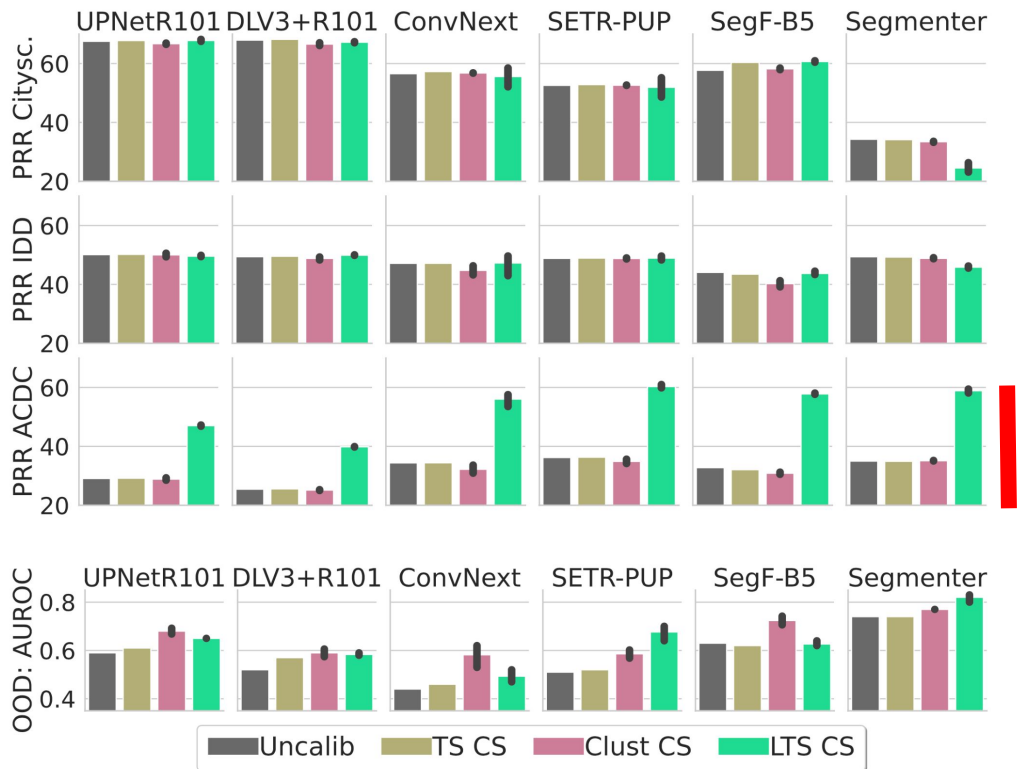 UPNetR101 DLV3+R101 ConvNext SETR-PUP SegF-B5 Segmenter
PRR Citysc.
60
40
20
PRR IDD
60
40
20
PRR ACDC
60
40
20
UPNetR101 DLV3+R101 ConvNext SETR-PUP SegF-B5 Segmenter
OOD: AUROC
0.8
0.6
0.4
Uncalib TS CS Clust CS LTS CS